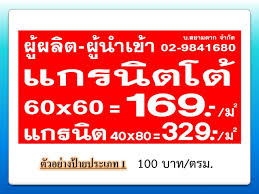 บ.สยามตาก จำกัด
ผู้ผลิต-ผู้นำเข้า 02-9841680
แกรนิตโต้
60x60 = 169.-/ม²
แกรนิต 40x80 = 329.-/ม²
ตัวอย่างป้ายประเภท 1 100 บาท/ตรม.